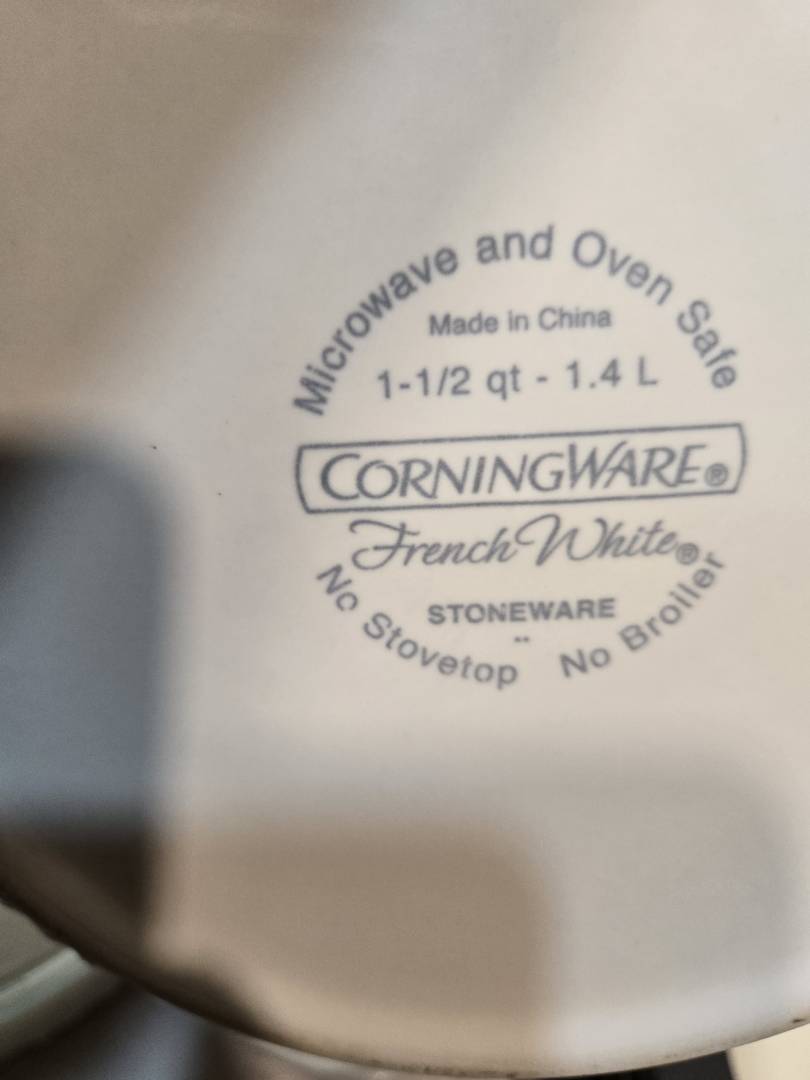 Microwave and Oven Safe
Made in China
1-1/2 qt - 1.4 L
CORNINGWARE®
French White®
STONEWARE
No Stovetop No Broiler